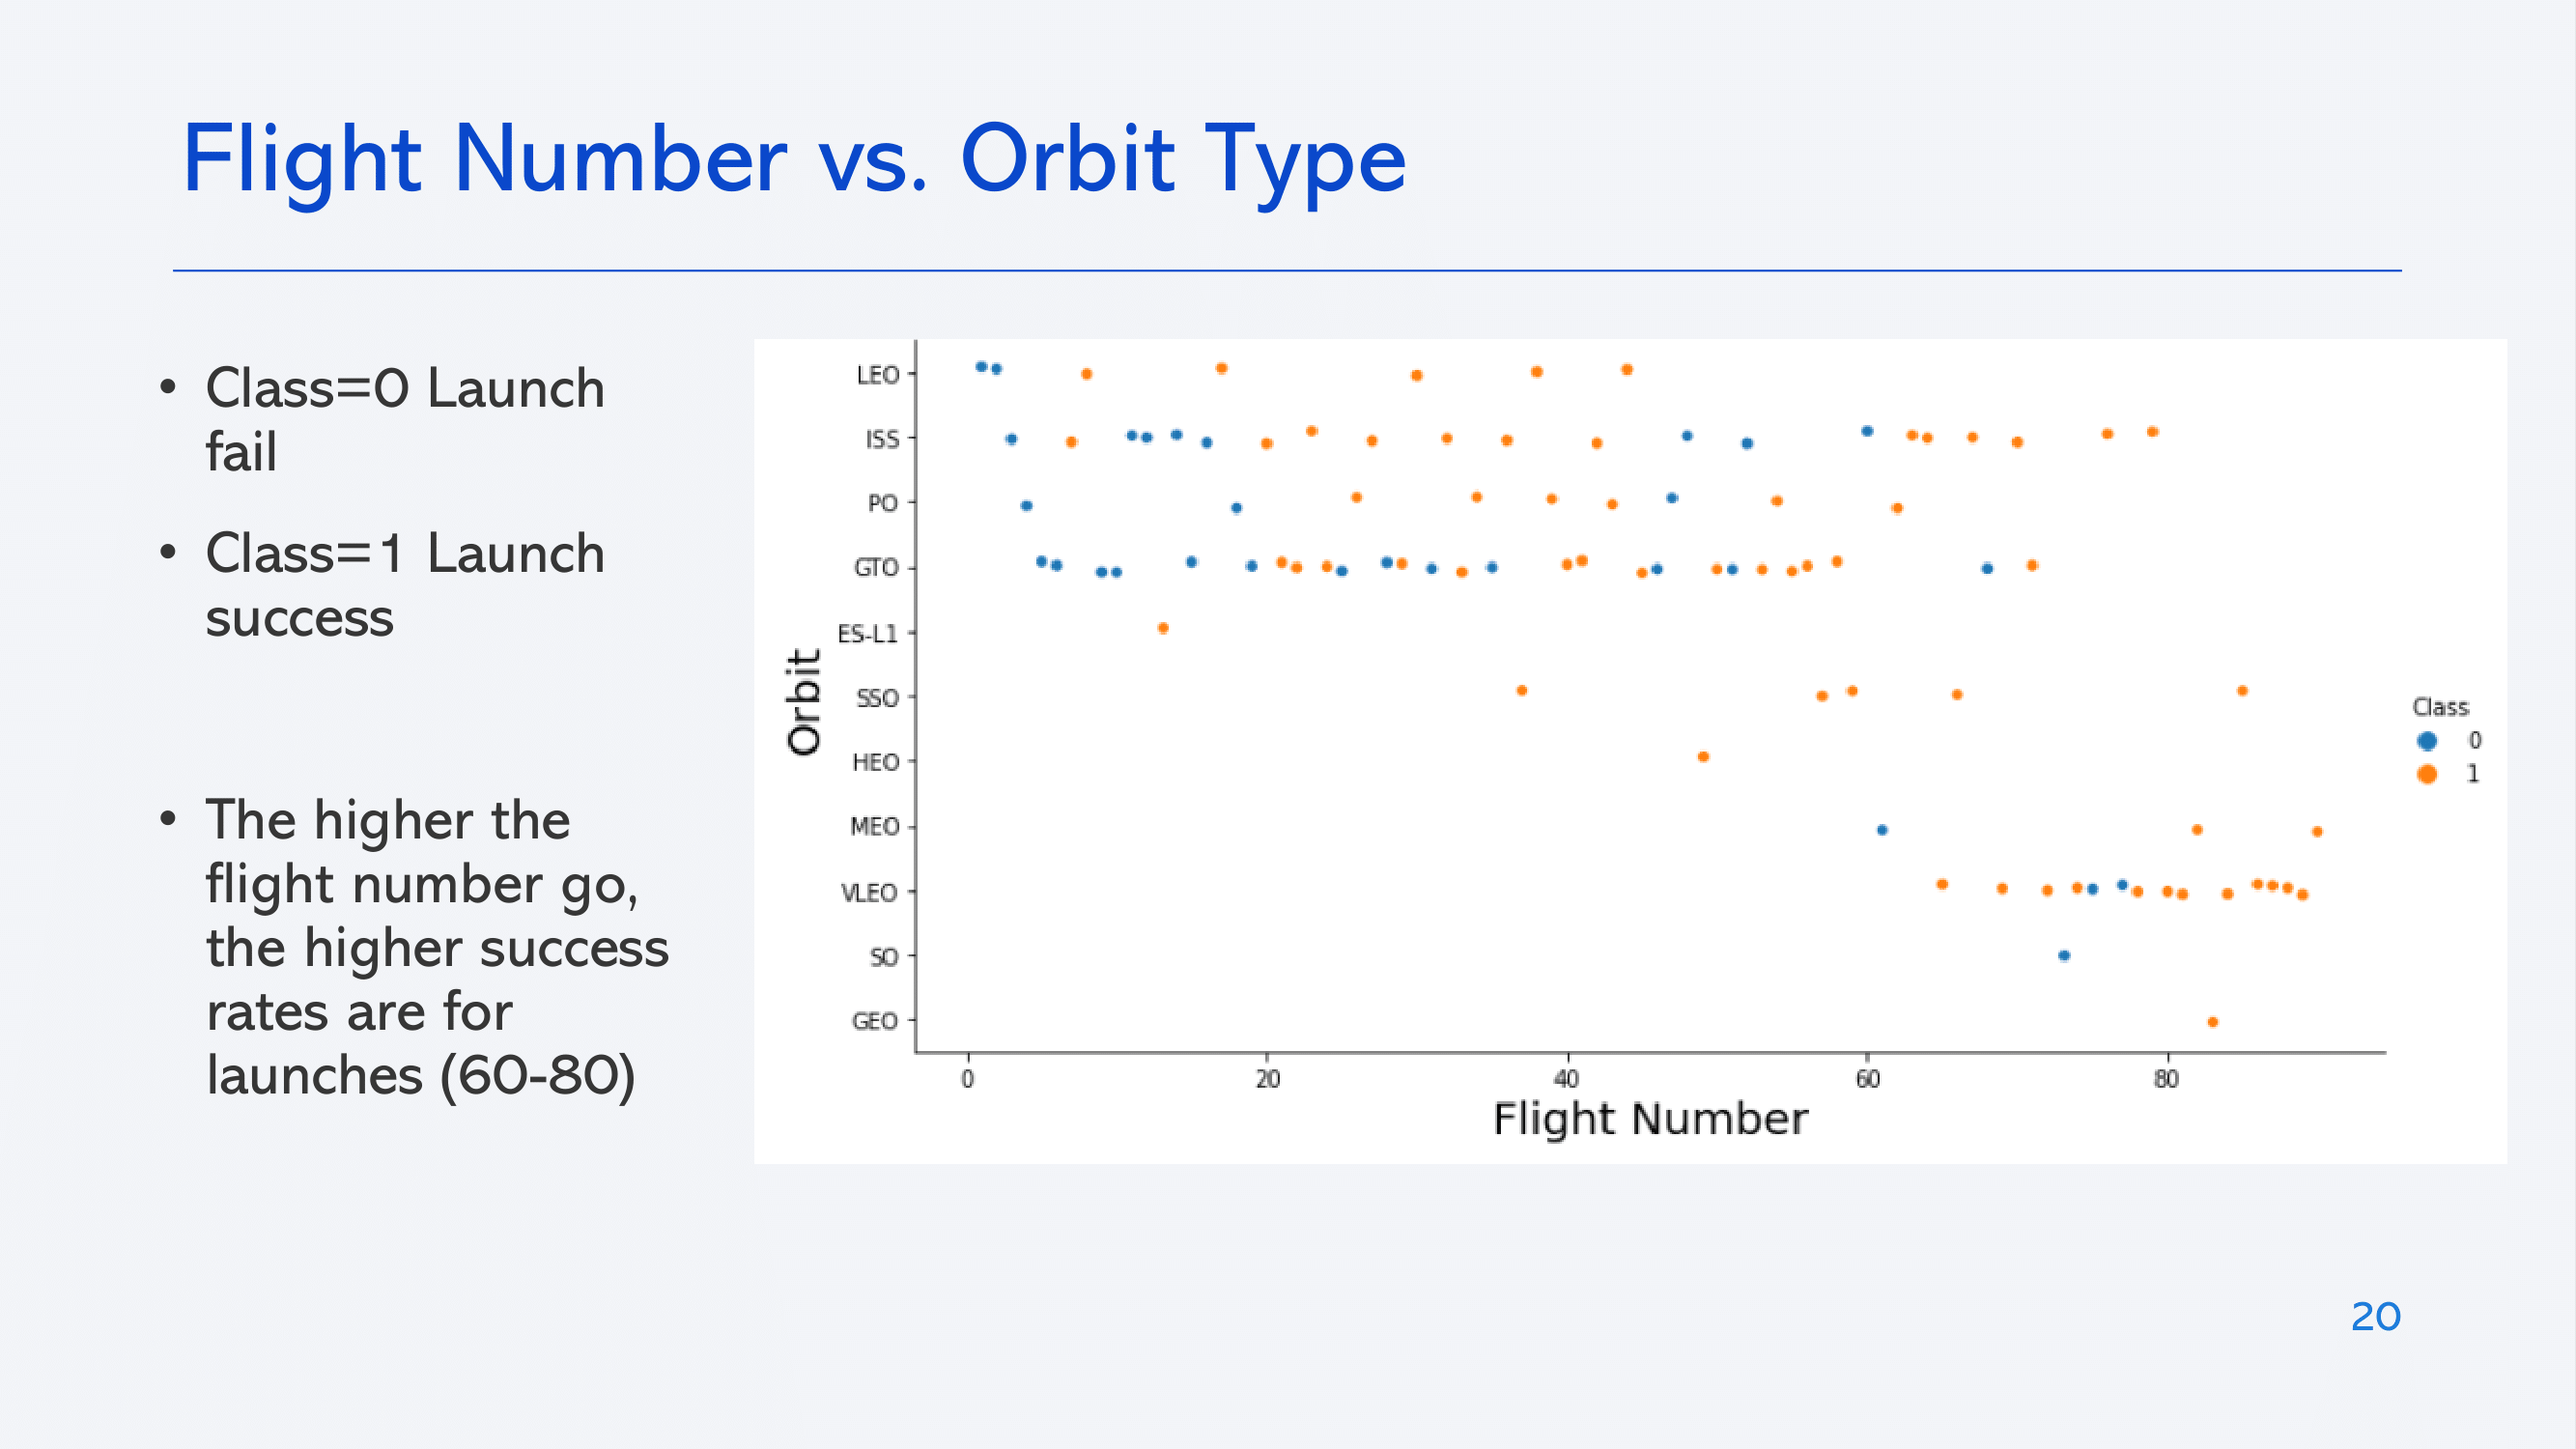 Flight Number vs. Orbit Type
• Class=0 Launch
fail
• Class=1 Launch
success
• The higher the
flight number go,
the higher success
rates are for
launches (60-80)
Orbit
LEO
ISS
PO
GTO
ES-L1
SSO
HEO
MEO
VLEO
SO
GEO
0 20 40 60 80
Flight Number
Class
0
1
20